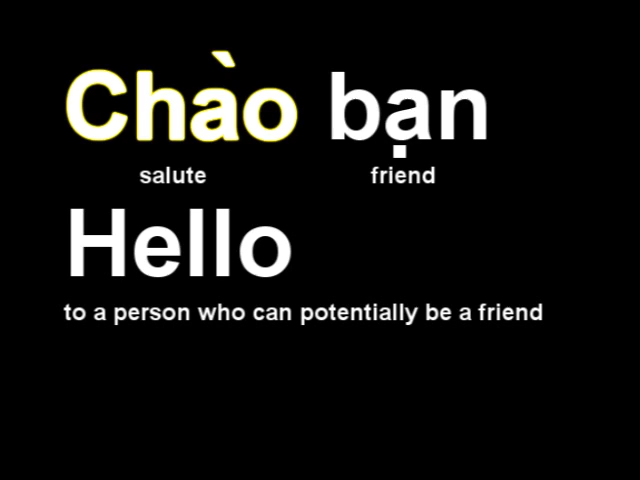 Chào bạn
salute friend
Hello
to a person who can potentially be a friend